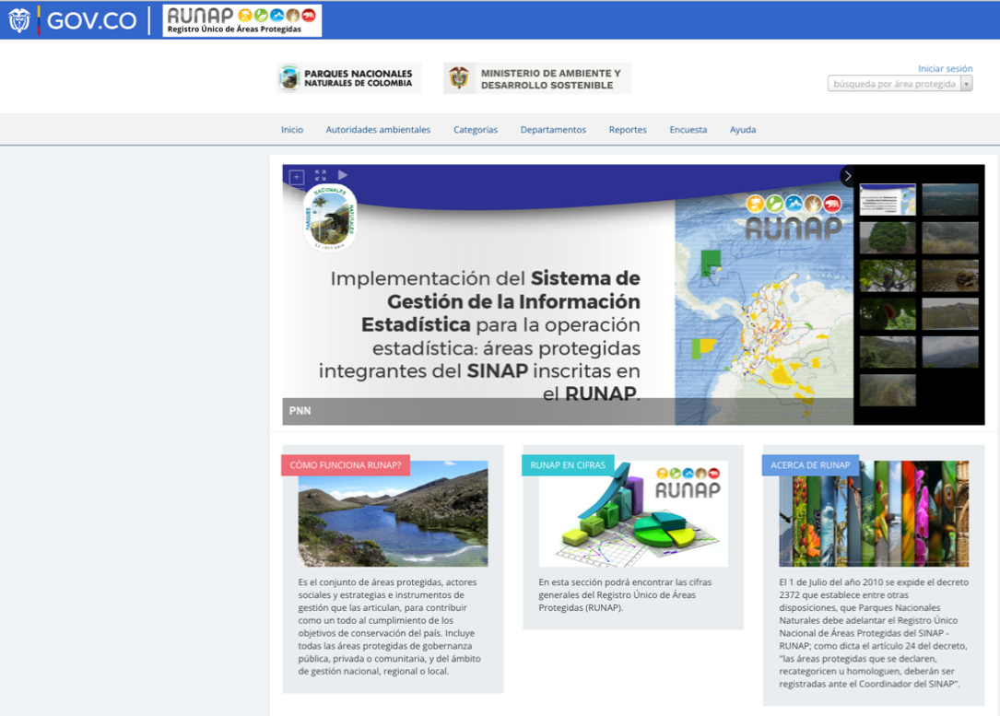 GOV.CO
RUNAP
Registro Único de Áreas Protegidas
PARQUES NACIONALES
NATURALES DE COLOMBIA
MINISTERIO DE AMBIENTE Y
DESARROLLO SOSTENIBLE
Iniciar sesión
búsqueda por área protegida
Inicio
Autoridades ambientales
Categorías
Departamentos
Reportes
Encuesta
Ayuda
PARQUES NACIONALES NATURALES
RUNAP
Implementación del Sistema de
Gestión de la Información
Estadística para la operación
estadística: áreas protegidas
integrantes del SINAP inscritas en
el RUNAP.
PNN
CÓMO FUNCIONA RUNAP?
Es el conjunto de áreas protegidas, actores
sociales y estrategias e instrumentos de
gestión que las articulan, para contribuir
como un todo al cumplimiento de los
objetivos de conservación del país. Incluye
todas las áreas protegidas de gobernanza
pública, privada o comunitaria, y del ámbito
de gestión nacional, regional o local.
RUNAP EN CIFRAS
RUNAP
En esta sección podrá encontrar las cifras
generales del Registro Único de Áreas
Protegidas (RUNAP).
ACERCA DE RUNAP
El 1 de Julio del año 2010 se expide el decreto
2372 que establece entre otras
disposiciones, que Parques Nacionales
Naturales debe adelantar el Registro Único
Nacional de Áreas Protegidas del SINAP -
RUNAP; como dicta el artículo 24 del decreto,
"las áreas protegidas que se declaren,
recategoricen u homologuen, deberán ser
registradas ante el Coordinador del SINAP".